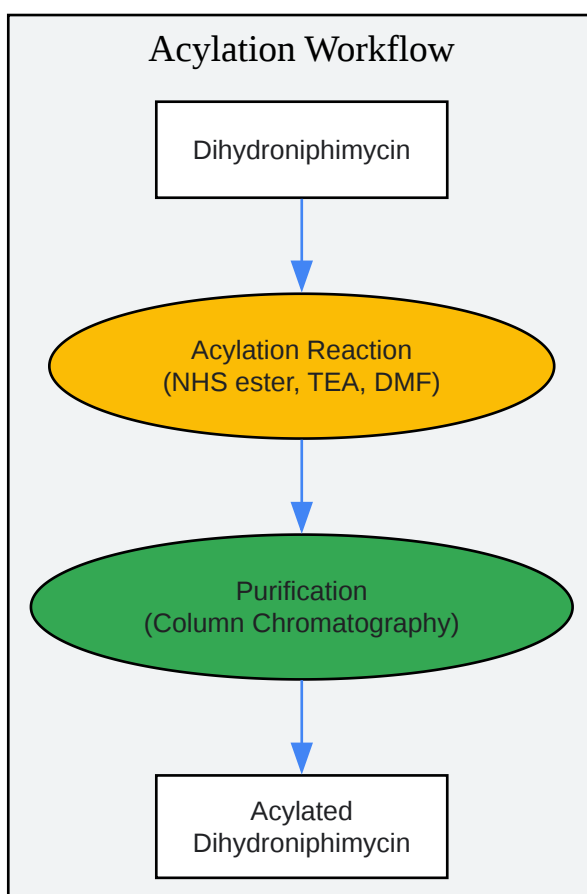 Acylation Workflow
Dihydroniphimycin
Acylation Reaction
(NHS ester, TEA, DMF)
Purification
(Column Chromatography)
Acylated
Dihydroniphimycin